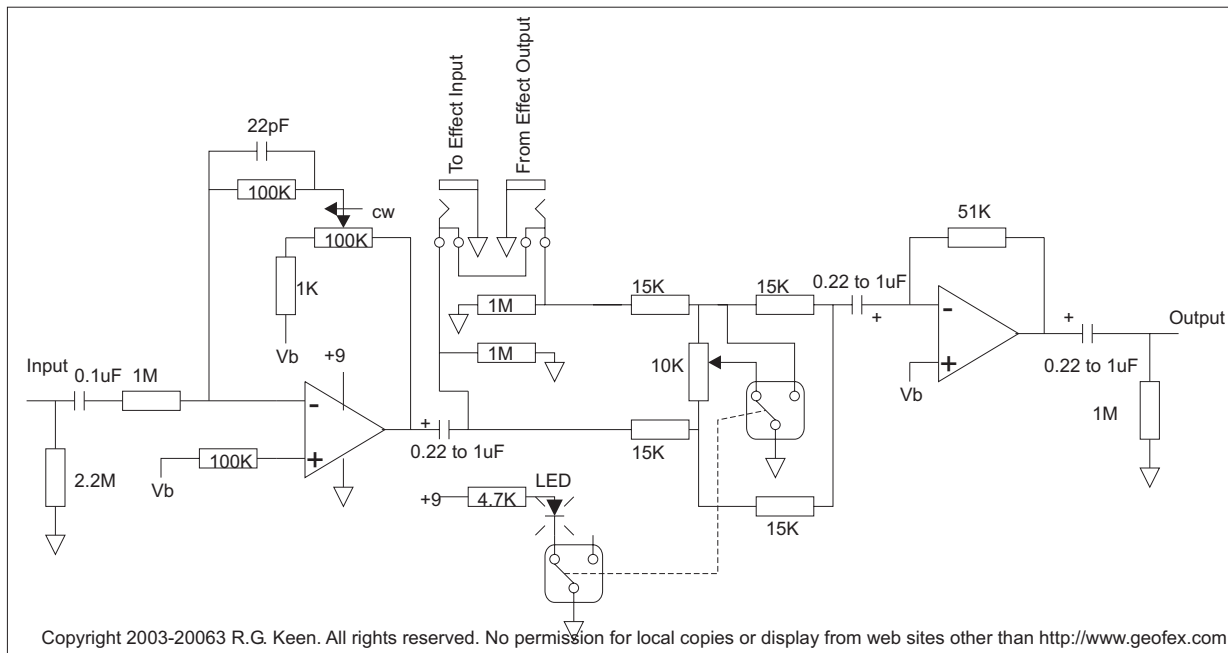 To Effect Input
From Effect Output
22pF
100K
cw
100K
1K
Vb
+9
Input
0.1uF
1M
-
+
100K
Vb
2.2M
+
0.22 to 1uF
1M
1M
15K
15K
0.22 to 1uF
+
51K
-
+
Vb
+
0.22 to 1uF
Output
1M
10K
15K
15K
LED
+9
4.7K
Copyright 2003-20063 R.G. Keen. All rights reserved. No permission for local copies or display from web sites other than http://www.geofex.com